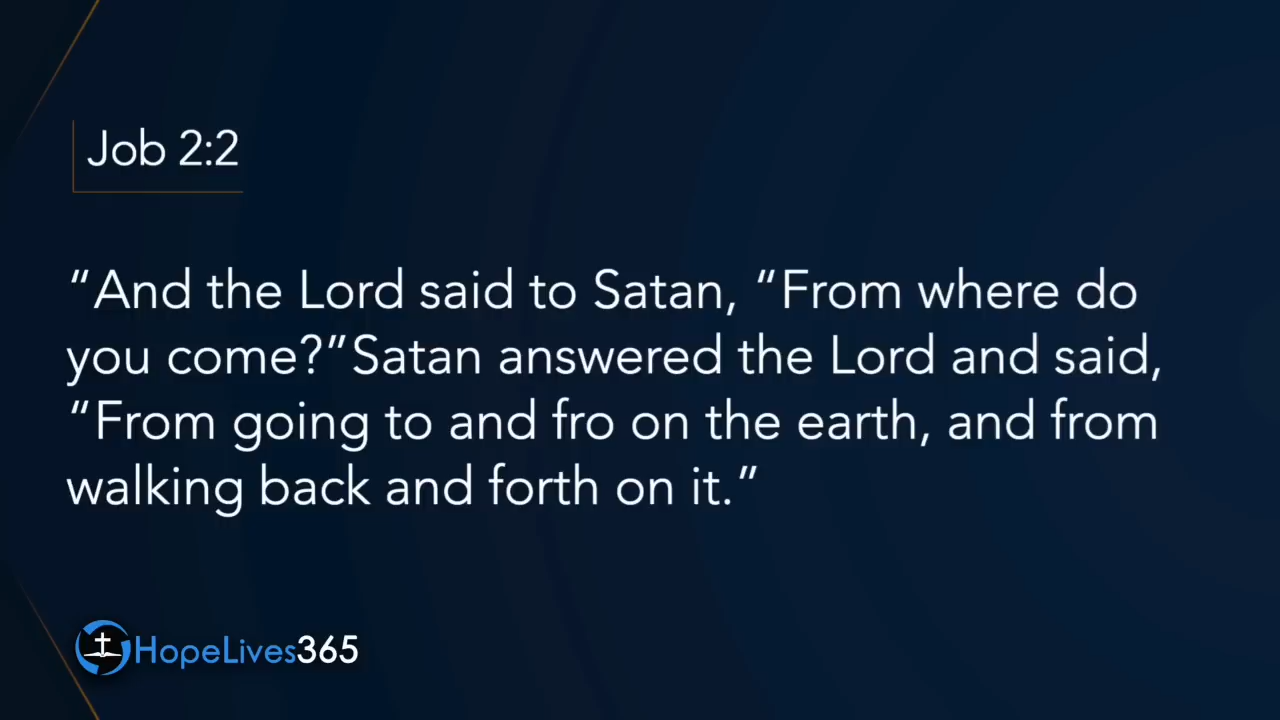 Job 2:2
“And the Lord said to Satan, “From where do
you come?”Satan answered the Lord and said,
“From going to and fro on the earth, and from
walking back and forth on it.”
HopeLives365